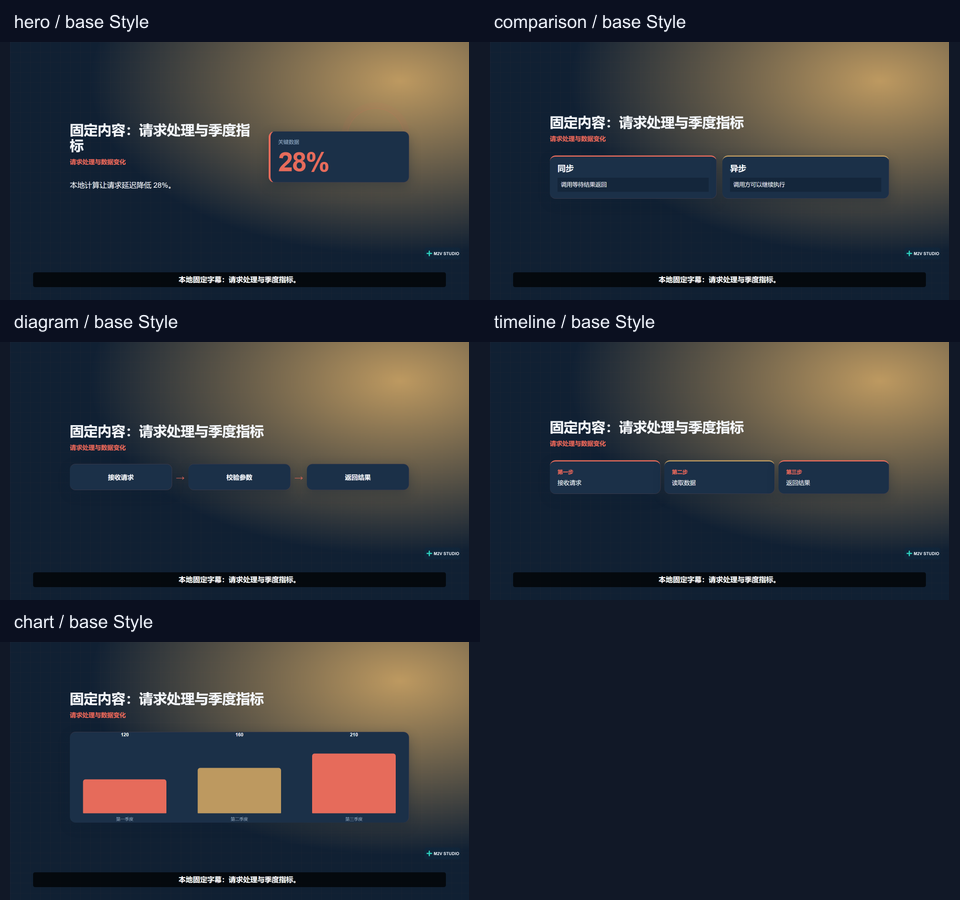 hero / base Style
固定内容：请求处理与季度指
标
请求处理与数据变化
本地计算让请求延迟降低 28%。
关键数据
28%
M2V STUDIO
本地固定字幕：请求处理与季度指标。
comparison / base Style
固定内容：请求处理与季度指标
请求处理与数据变化
同步
调用等待结果返回
异步
调用方可以继续执行
M2V STUDIO
本地固定字幕：请求处理与季度指标。
diagram / base Style
固定内容：请求处理与季度指标
请求处理与数据变化
接收请求 → 校验参数 → 返回结果
M2V STUDIO
本地固定字幕：请求处理与季度指标。
timeline / base Style
固定内容：请求处理与季度指标
请求处理与数据变化
第一步
接收请求
第二步
读取数据
第三步
返回结果
M2V STUDIO
本地固定字幕：请求处理与季度指标。
chart / base Style
固定内容：请求处理与季度指标
请求处理与数据变化
120 160 210
第一季度 第二季度 第三季度
M2V STUDIO
本地固定字幕：请求处理与季度指标。